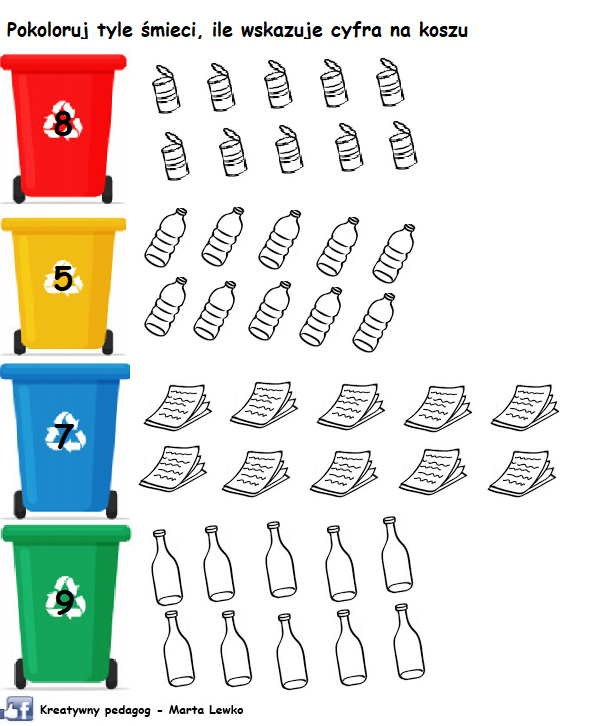 Pokoloruj tyle śmieci, ile wskazuje cyfra na koszu
8
5
7
9
Kreatywny pedagog - Marta Lewko